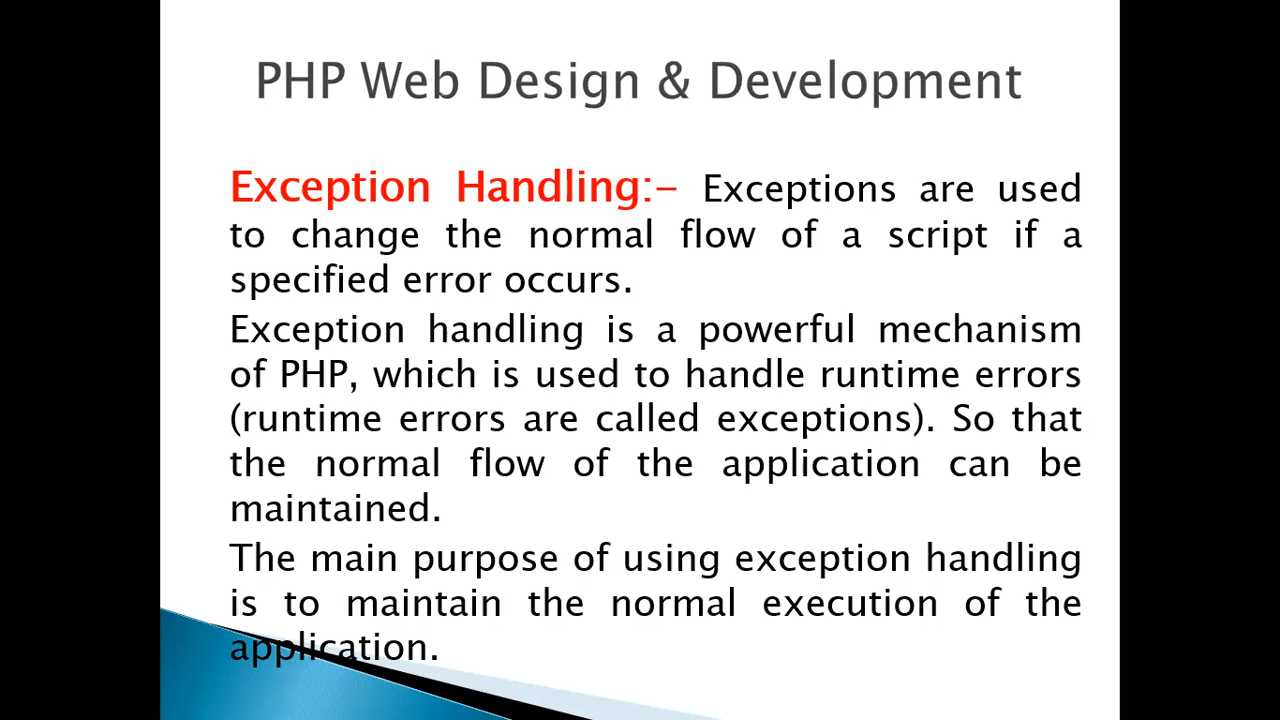 PHP Web Design & Development
Exception Handling:- Exceptions are used
to change the normal flow of a script if a
specified error occurs.
Exception handling is a powerful mechanism
of PHP, which is used to handle runtime errors
(runtime errors are called exceptions). So that
the normal flow of the application can be
maintained.
The main purpose of using exception handling
is to maintain the normal execution of the
application.